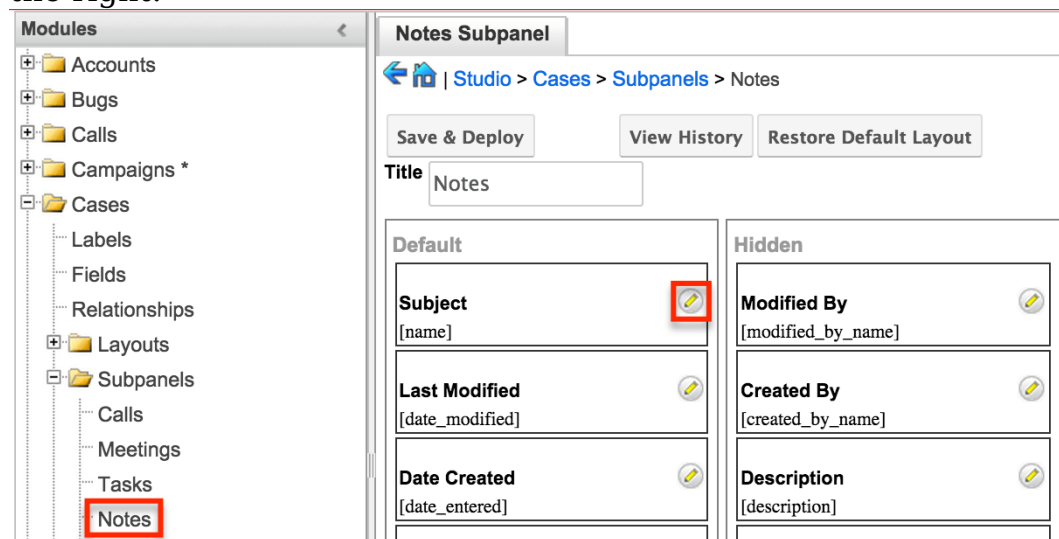 the right.
Modules
Accounts
Bugs
Calls
Campaigns *
Cases
Labels
Fields
Relationships
Layouts
Subpanels
Calls
Meetings
Tasks
Notes
Notes Subpanel
| Studio > Cases > Subpanels > Notes
Save & Deploy View History Restore Default Layout
Title Notes
Default
Subject
[name]
Last Modified
[date_modified]
Date Created
[date_entered]
Hidden
Modified By
[modified_by_name]
Created By
[created_by_name]
Description
[description]